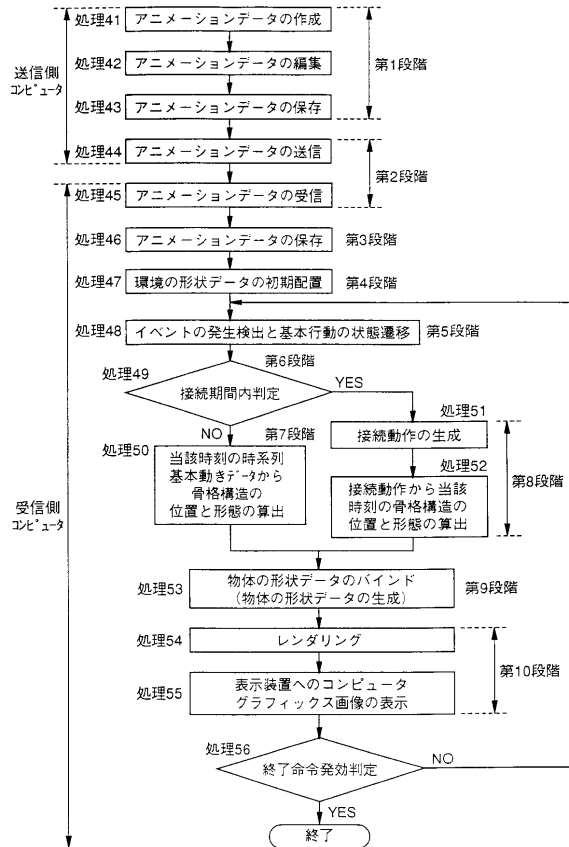 処理41
アニメーションデータの作成
処理42
アニメーションデータの編集
第1段階
送信側
コンピュータ
処理43
アニメーションデータの保存
処理44
アニメーションデータの送信
第2段階
処理45
アニメーションデータの受信
処理46
アニメーションデータの保存
第3段階
処理47
環境の形状データの初期配置
第4段階
処理48
イベントの発生検出と基本行動の状態遷移
第5段階
処理49
第6段階
接続期間内判定
YES
NO
処理50
第7段階
当該時刻の時系列
基本動きデータから
骨格構造の
位置と形態の算出
処理51
接続動作の生成
処理52
接続動作から当該
時刻の骨格構造の
位置と形態の算出
第8段階
受信側
コンピュータ
処理53
物体の形状データのバインド
(物体の形状データの生成)
第9段階
処理54
レンダリング
第10段階
処理55
表示装置へのコンピュータ
グラフィックス画像の表示
処理56
終了命令発効判定
NO
YES
終了